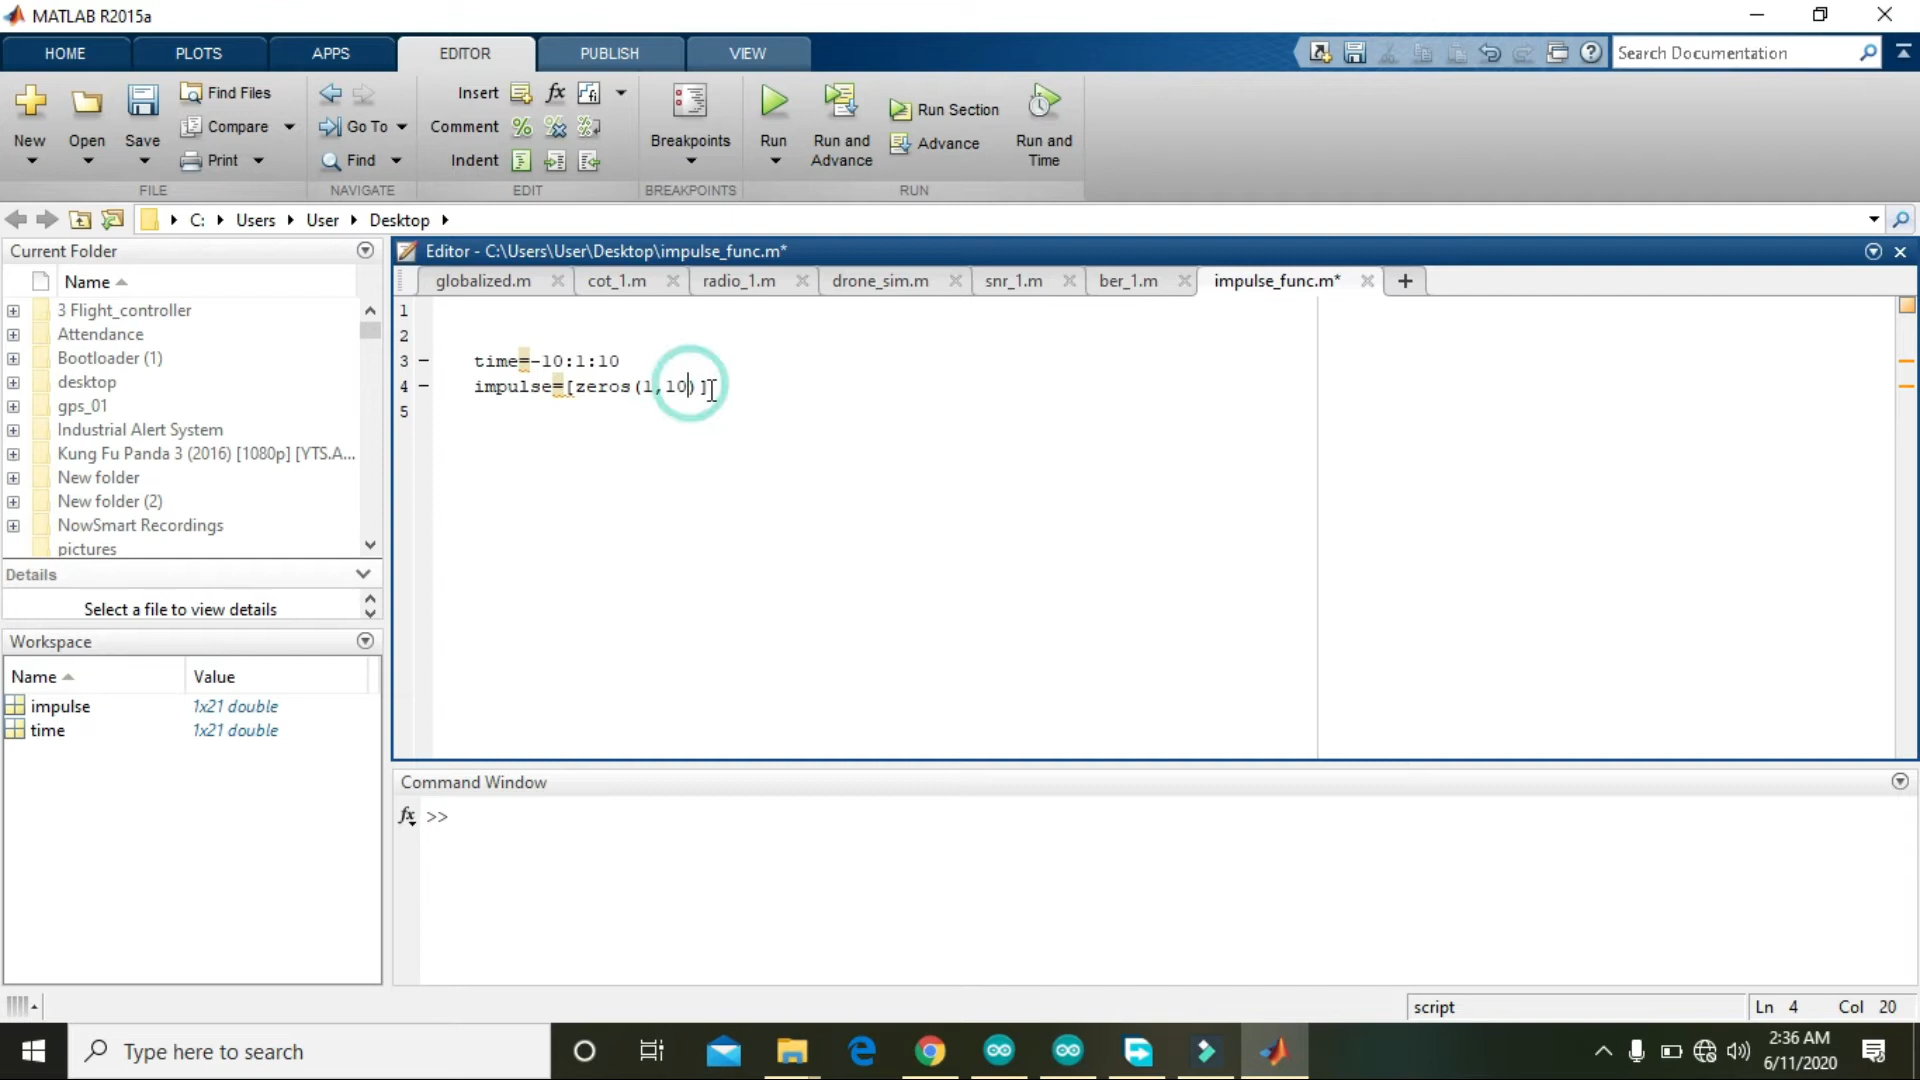 MATLAB R2015a
HOME PLOTS APPS EDITOR PUBLISH VIEW Search Documentation
New Open Save Find Files Compare Print
FILE
Go To Find
NAVIGATE
Insert fx
Comment
Indent
EDIT
Breakpoints
BREAKPOINTS
Run Run and Advance Run Section Advance Run and Time
RUN
C: Users User Desktop
Current Folder
Name
3 Flight_controller
Attendance
Bootloader (1)
desktop
gps_01
Industrial Alert System
Kung Fu Panda 3 (2016) [1080p] [YTS.A...
New folder
New folder (2)
NowSmart Recordings
pictures
Details
Select a file to view details
Workspace
Name Value
impulse 1x21 double
time 1x21 double
Editor - C:\Users\User\Desktop\impulse_func.m*
globalized.m cot_1.m radio_1.m drone_sim.m snr_1.m ber_1.m impulse_func.m*
1
2
3 time=-10:1:10
4 impulse=[zeros(1,10)]
5
Command Window
fx >>
script Ln 4 Col 20
Type here to search
2:36 AM
6/11/2020